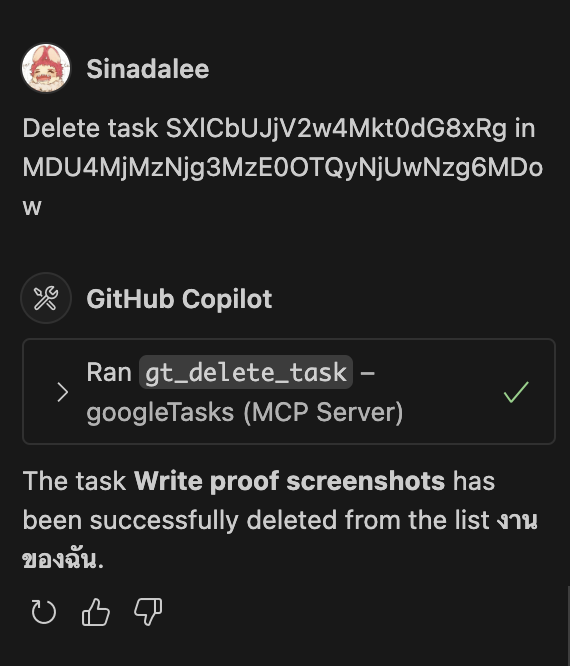 Sinadalee
Delete task SXlCbUJjV2w4Mkt0dG8xRg in
MDU4MjMzNjg3MzE0OTQyNjUwNzg6MDo
w
GitHub Copilot
Ran gt_delete_task –
googleTasks (MCP Server)
The task Write proof screenshots has
been successfully deleted from the list งาน
ของฉัน.